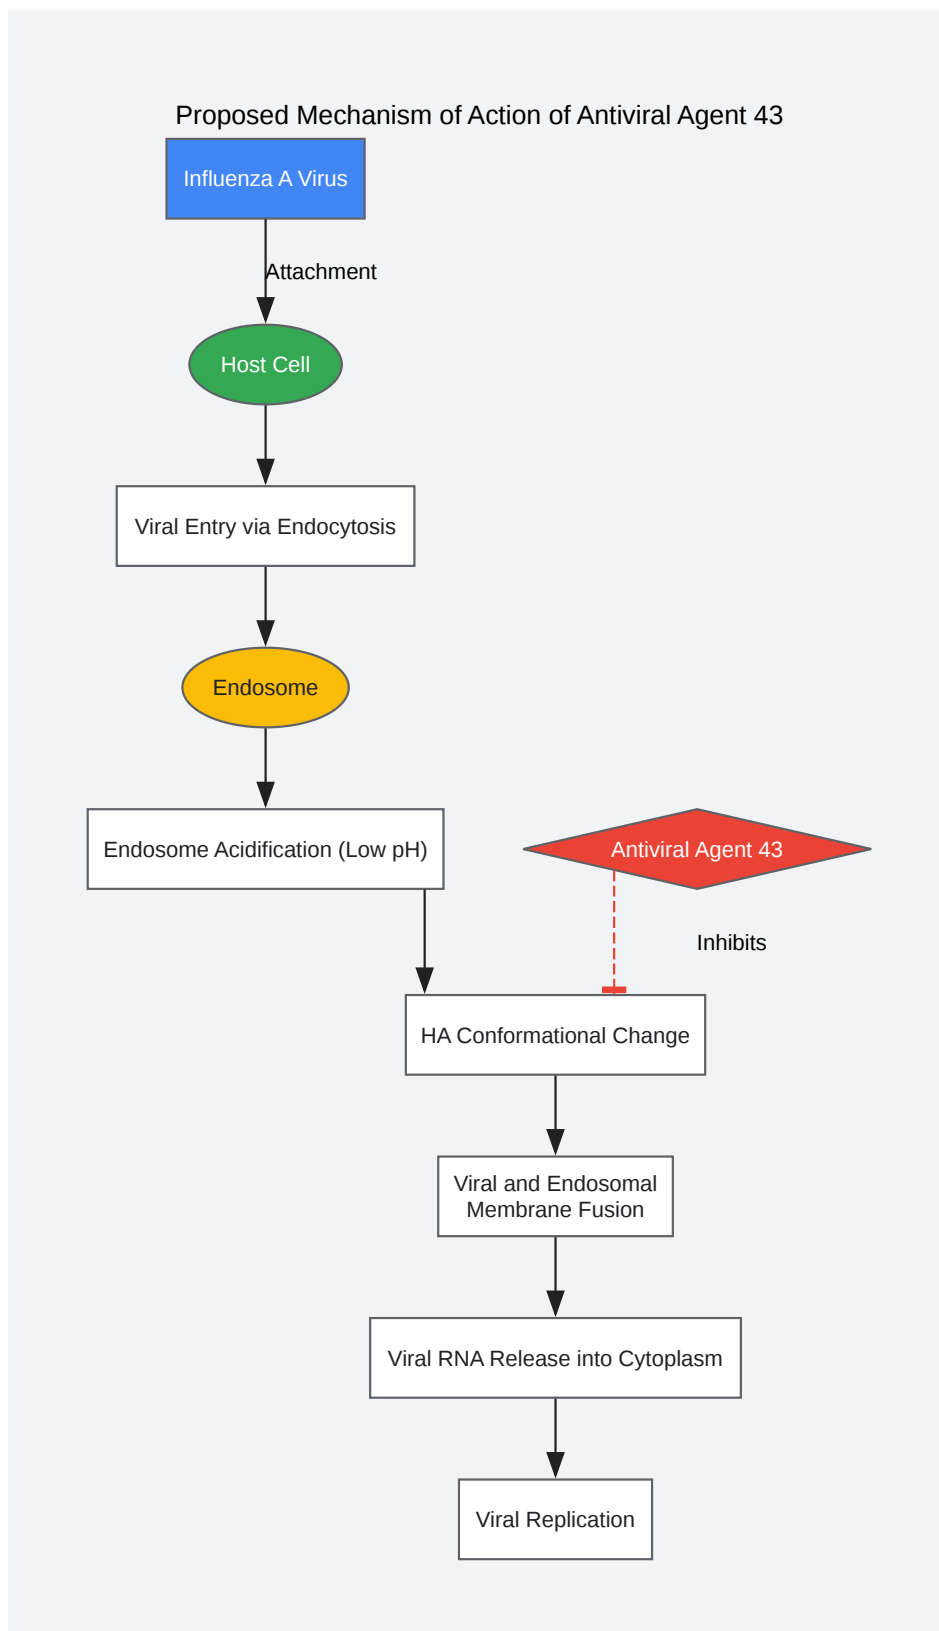 Proposed Mechanism of Action of Antiviral Agent 43
Influenza A Virus
Attachment
Host Cell
Viral Entry via Endocytosis
Endosome
Endosome Acidification (Low pH)
Antiviral Agent 43
Inhibits
HA Conformational Change
Viral and Endosomal
Membrane Fusion
Viral RNA Release into Cytoplasm
Viral Replication